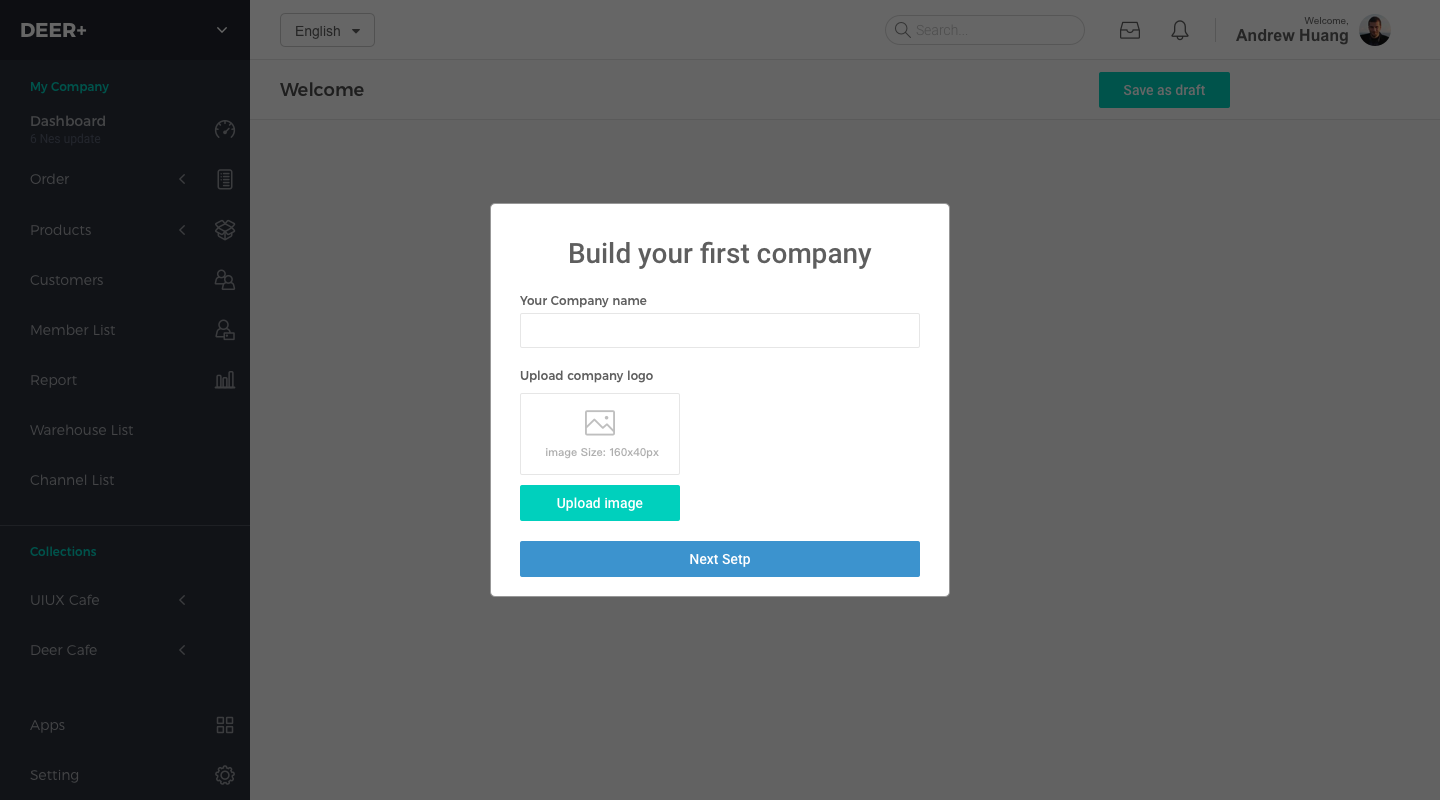 DEER+
English
Search...
Welcome,
Andrew Huang
My Company
Welcome
Save as draft
Dashboard
6 Nes update
Order
Products
Customers
Member List
Report
Warehouse List
Channel List
Collections
UIUX Cafe
Deer Cafe
Apps
Setting
Build your first company
Your Company name
Upload company logo
image Size: 160x40px
Upload image
Next Setp